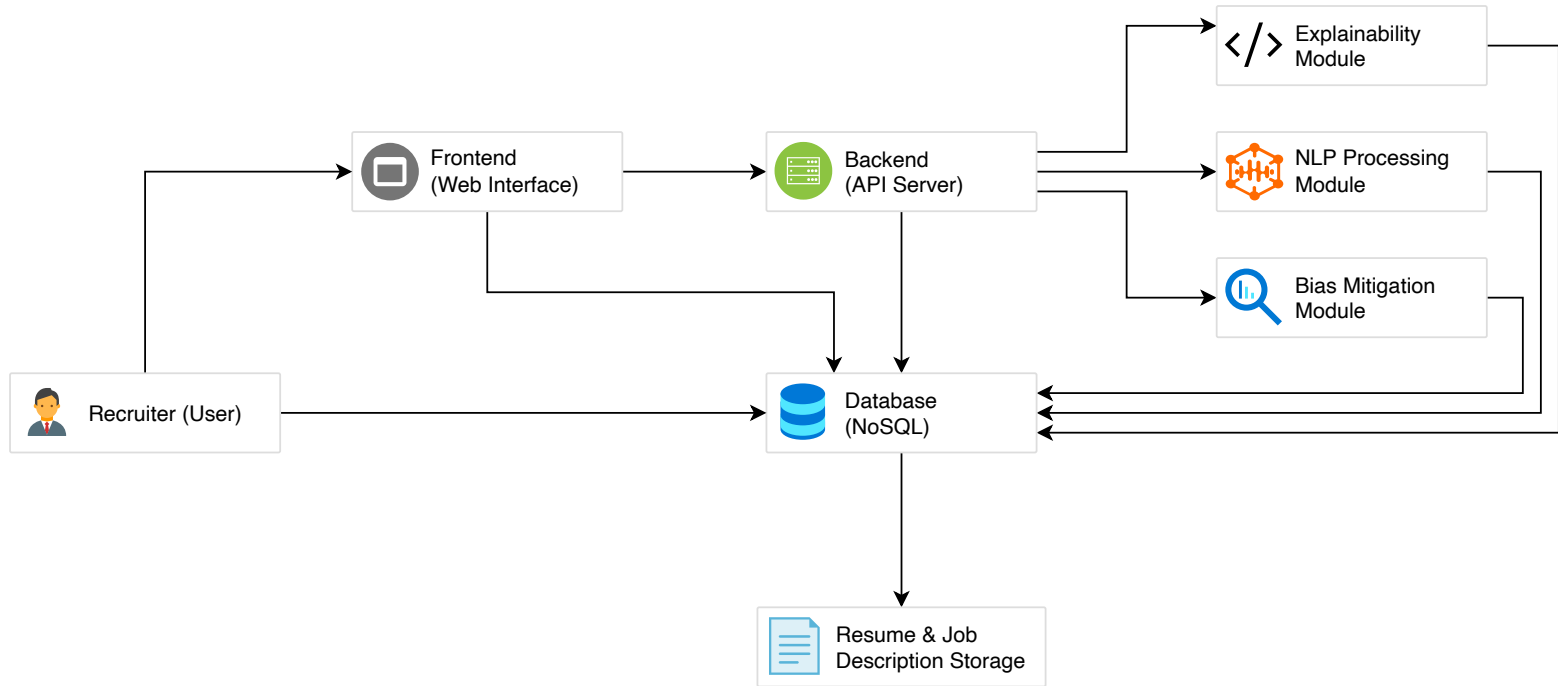 Explainability
Module
Frontend
(Web Interface)
Backend
(API Server)
NLP Processing
Module
Bias Mitigation
Module
Recruiter (User)
Database
(NoSQL)
Resume & Job
Description Storage